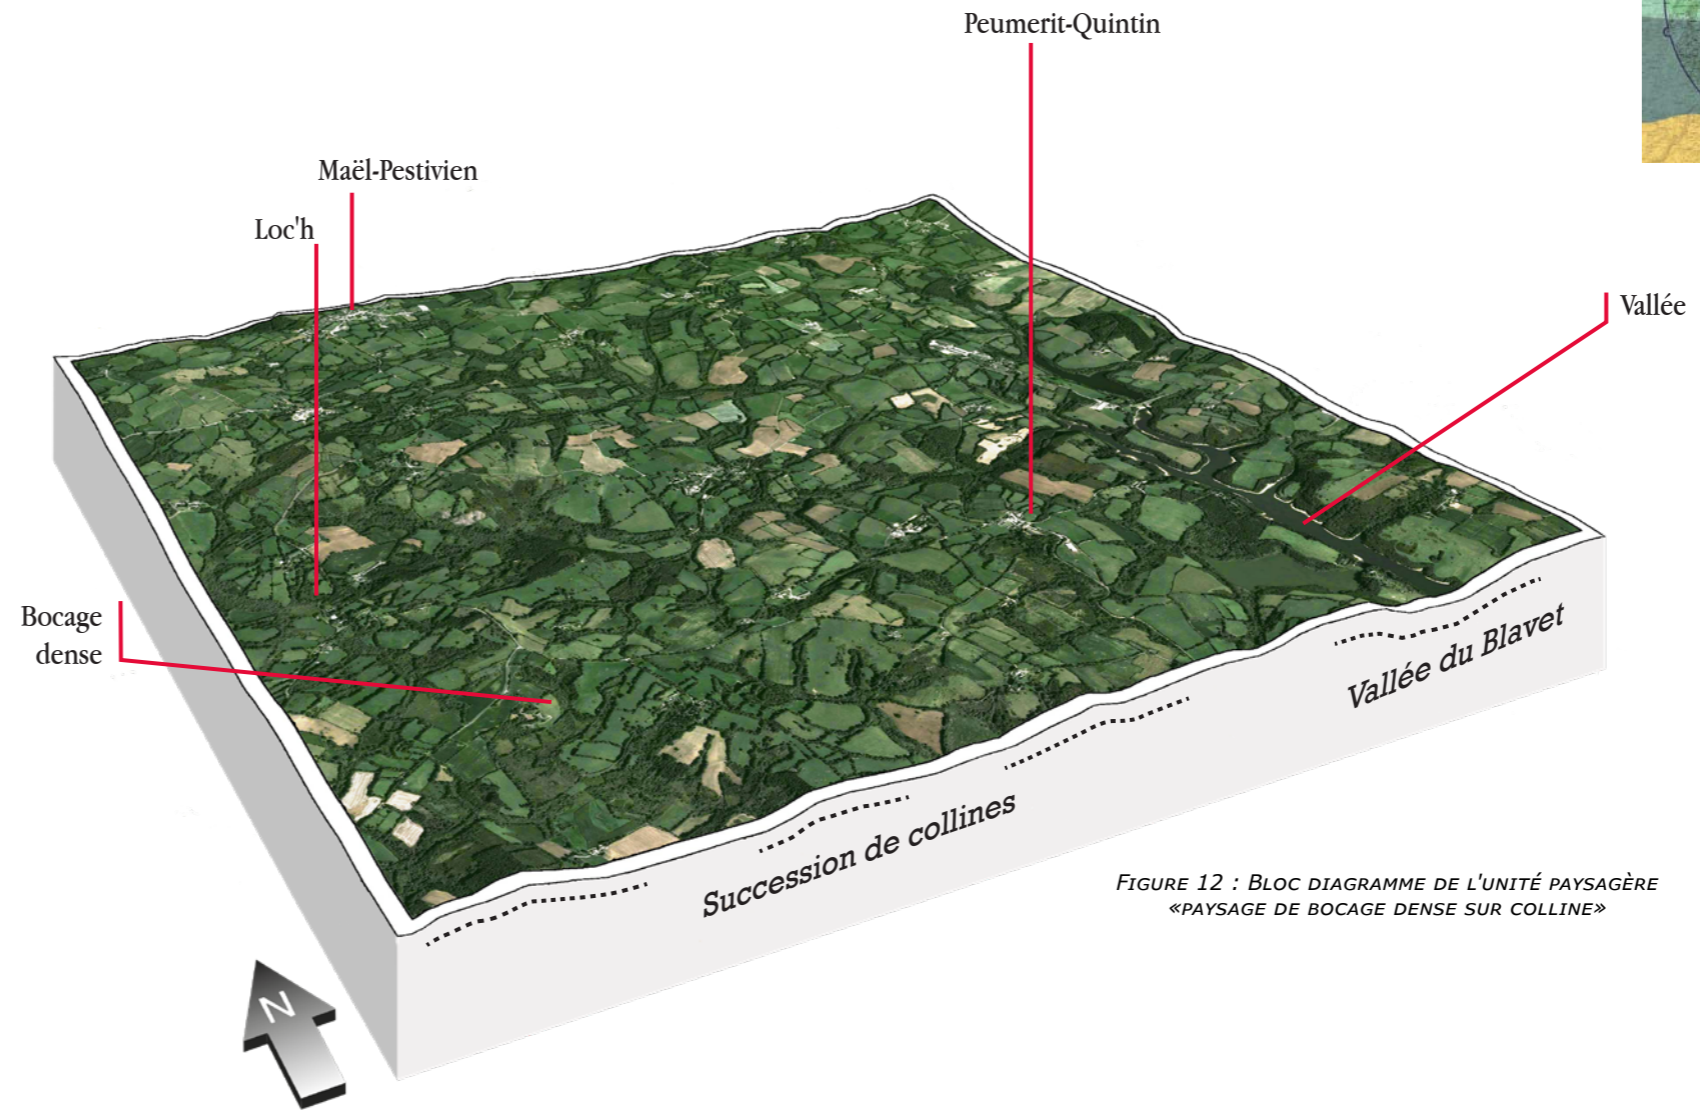 Peumerit-Quintin
Maël-Pestivien
Loc'h
Vallée
Bocage
dense
Vallée du Blavet
Succession de collines
FIGURE 12 : BLOC DIAGRAMME DE L'UNITÉ PAYSAGÈRE
«PAYSAGE DE BOCAGE DENSE SUR COLLINE»
N